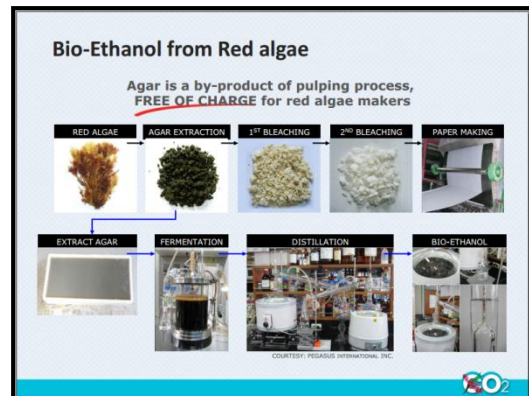 Bio-Ethanol from Red algae
Agar is a by-product of pulping process,
FREE OF CHARGE for red algae makers
RED ALGAE
AGAR EXTRACTION
1ST BLEACHING
2ND BLEACHING
PAPER MAKING
EXTRACT AGAR
FERMENTATION
DISTILLATION
BIO-ETHANOL
COURTESY: PEGASUS INTERNATIONAL INC.
CO2